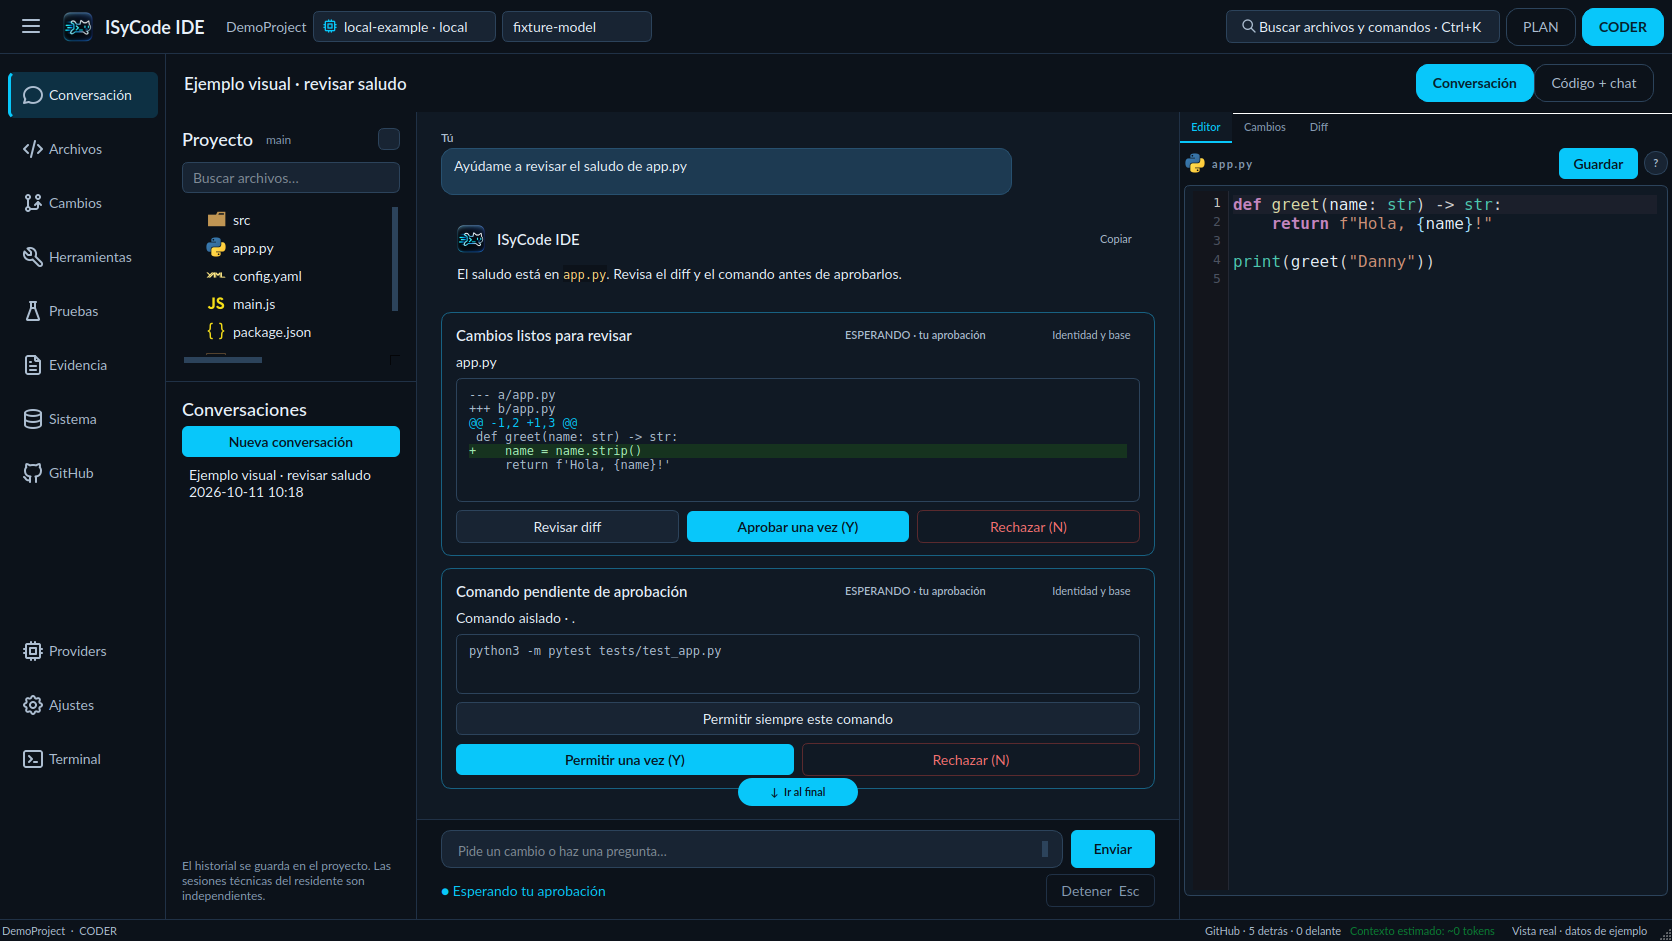 ISyCode IDE
DemoProject
local-example · local
fixture-model
Buscar archivos y comandos · Ctrl+K
PLAN
CODER
Conversación
Archivos
Cambios
Herramientas
Pruebas
Evidencia
Sistema
GitHub
Providers
Ajustes
Terminal
Ejemplo visual · revisar saludo
Conversación
Código + chat
Proyecto main
Buscar archivos...
src
app.py
YML config.yaml
JS main.js
{ } package.json
Conversaciones
Nueva conversación
Ejemplo visual · revisar saludo
2026-10-11 10:18
El historial se guarda en el proyecto. Las
sesiones técnicas del residente son
independientes.
Tú
Ayúdame a revisar el saludo de app.py
ISyCode IDE
Copiar
El saludo está en app.py. Revisa el diff y el comando antes de aprobarlos.
Cambios listos para revisar
ESPERANDO · tu aprobación
Identidad y base
app.py
--- a/app.py
+++ b/app.py
@@ -1,2 +1,3 @@
def greet(name: str) -> str:
+ name = name.strip()
return f'Hola, {name}!'
Revisar diff
Aprobar una vez (Y)
Rechazar (N)
Comando pendiente de aprobación
ESPERANDO · tu aprobación
Identidad y base
Comando aislado · .
python3 -m pytest tests/test_app.py
Permitir siempre este comando
Permitir una vez (Y)
Rechazar (N)
↓ Ir al final
Pide un cambio o haz una pregunta...
Enviar
● Esperando tu aprobación
Detener Esc
Editor
Cambios
Diff
app.py
Guardar
?
1 def greet(name: str) -> str:
2 return f"Hola, {name}!"
3
4 print(greet("Danny"))
5
DemoProject · CODER
GitHub · 5 detrás · 0 delante
Contexto estimado: ~0 tokens
Vista real · datos de ejemplo